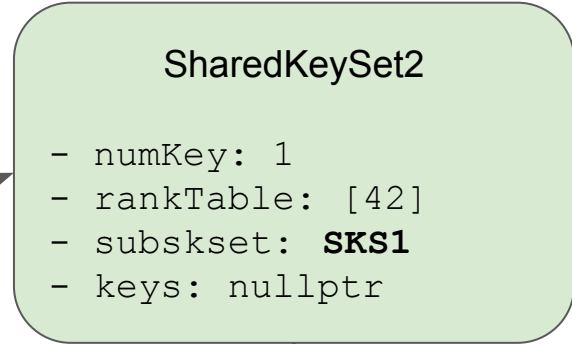 SharedKeySet2
- numKey: 1
- rankTable: [42]
- subskset: SKS1
- keys: nullptr